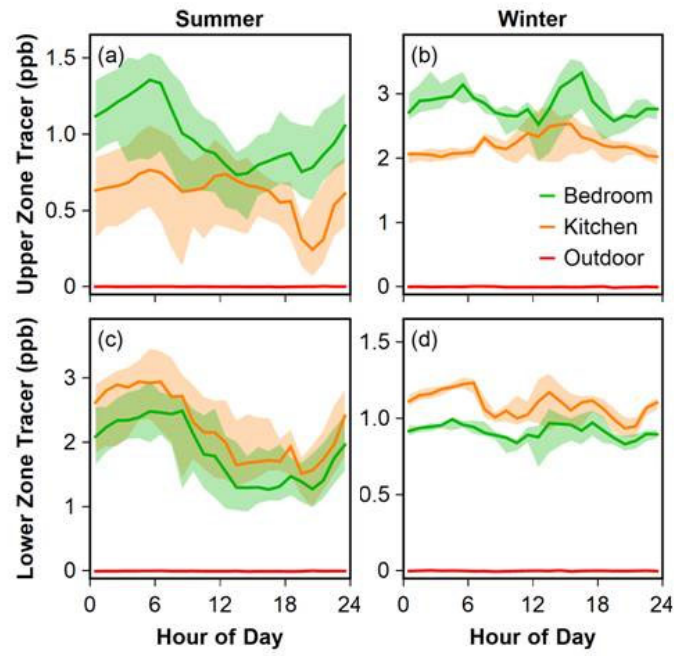 Summer
Winter
Upper Zone Tracer (ppb)
(a)
1.5
1.0
0.5
0
(b)
3
2
1
0
Bedroom
Kitchen
Outdoor
Lower Zone Tracer (ppb)
(c)
3
2
1
0
(d)
1.5
1.0
0.5
0
0 6 12 18 24
0 6 12 18 24
Hour of Day
Hour of Day